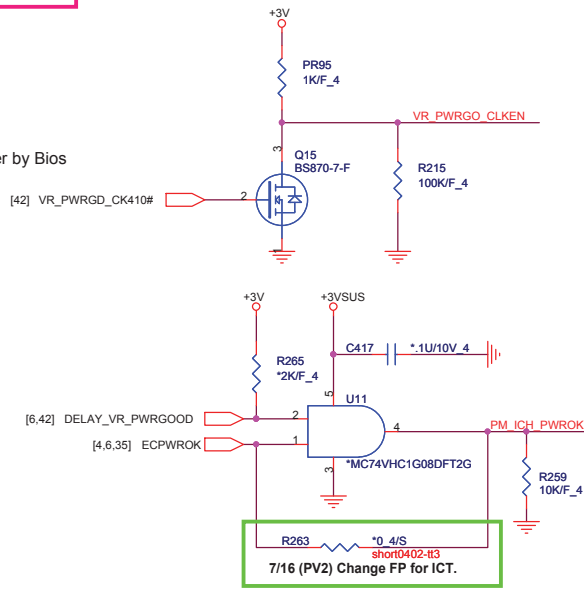 +3V
PR95
1K/F_4
VR_PWRGO_CLKEN
er by Bios
3
Q15
BS870-7-F
R215
100K/F_4
[42] VR_PWRGD_CK410#
2
1
+3V
+3VSUS
C417
*.1U/10V_4
R265
*2K/F_4
5
U11
[6,42] DELAY_VR_PWRGOOD
2
4
PM_ICH_PWROK
[4,6,35] ECPWROK
1
*MC74VHC1G08DFT2G
3
R259
10K/F_4
R263
*0_4/S
short0402-tt3
7/16 (PV2) Change FP for ICT.